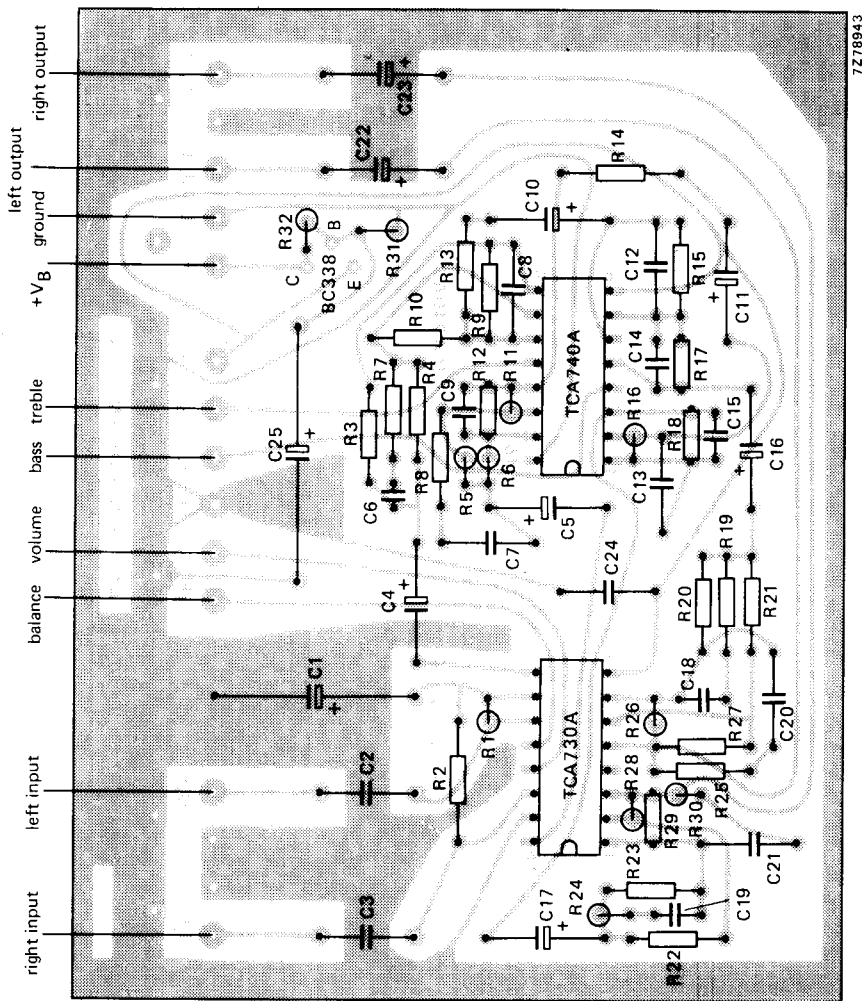 right output
left output
ground
+VB
treble
bass
volume
balance
left input
right input
C23
C22
R32
B
C
BC338
E
R31
C25
C1
C2
C3
R14
C10
R13
R9
C8
R10
R12
R11
R7
R4
R3
C9
R8
R5
R6
C6
C5
C7
C4
C24
R1
R2
TCA740A
TCA730A
C12
R15
C11
C14
R17
R16
R18
C15
C13
C16
R19
R20
R21
C18
C20
R26
R27
R28
R25
R30
R29
C21
R23
R24
C19
C17
R22
7Z78943